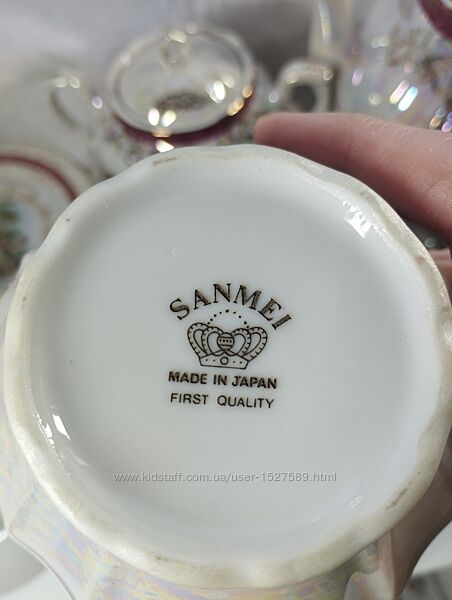 SANMEI
MADE IN JAPAN
FIRST QUALITY
www.kidstaff.com.ua/user-1527589.html